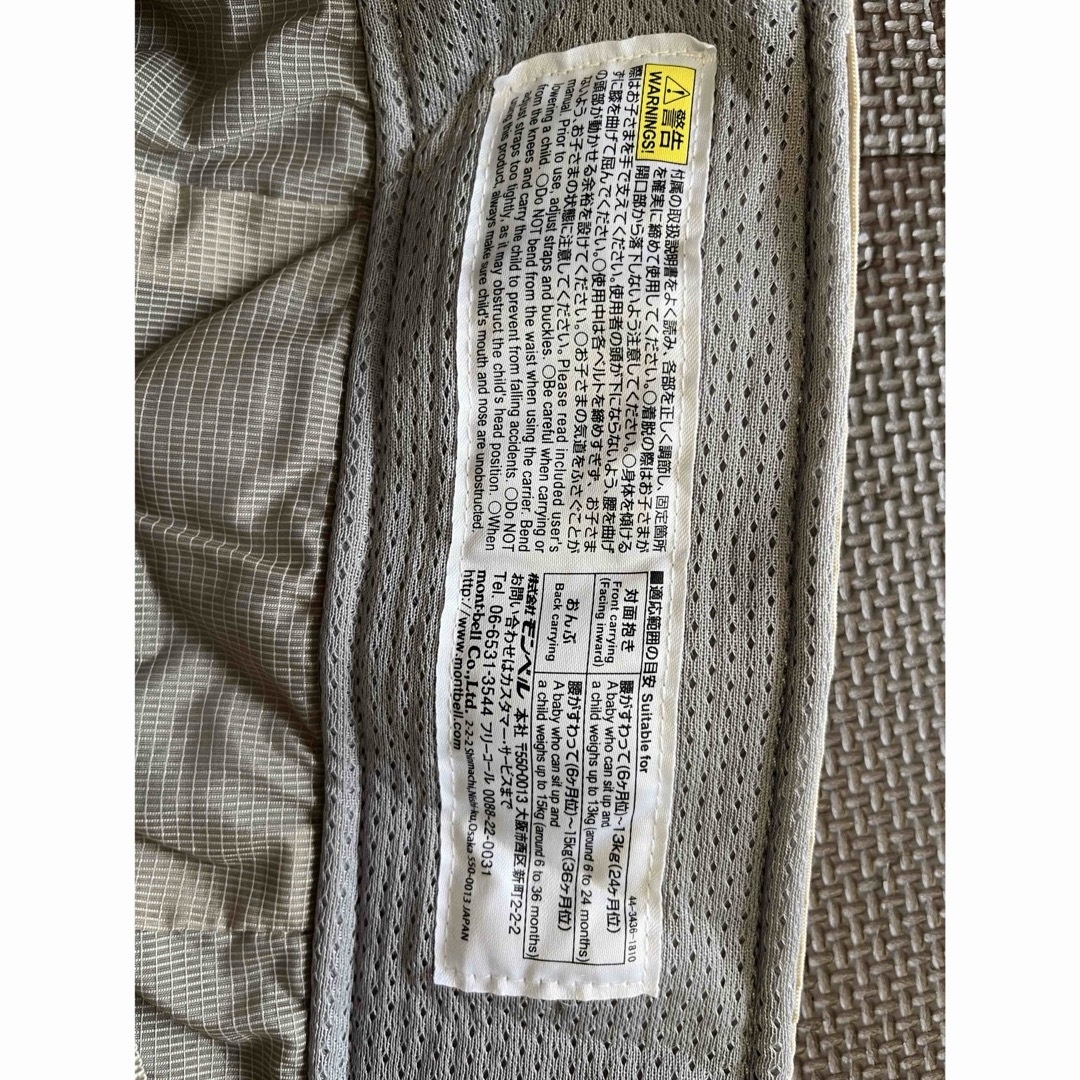 警告
WARNINGS!
付属の取扱説明書をよく読み、各部を正しく調節し、固定箇所
を確実に締めて使用してください。○着脱の際はお子さまが
開口部から落下しないよう注意してください。○身体を傾ける
際はお子さまを手で支えてください。使用者の頭が下にならないよう、腰を曲げ
ずに膝を曲げて屈んでください。○使用中は各ベルトを締めすぎず、お子さま
の頭部が動かせる余裕を設けてください。○お子さまの気道をふさぐことが
ないよう、お子さまの状態に注意してください。Please read included user's
manual. Prior to use, adjust straps and buckles. ○Be careful when carrying or
lowering a child. ○Do NOT bend from the waist when using the carrier. Bend
from the knees and carry the child to prevent from falling accidents. ○Do NOT
adjust straps too tightly, as it may obstruct the child's head position. ○When
using this product, always make sure child's mouth and nose are unobstructed.
■適応範囲の目安 Suitable for
44-3436-1810
対面抱き
Front carrying
(Facing inward)
腰がすわって(6ヶ月位)~13kg(24ヶ月位)
A baby who can sit up and
a child weighs up to 13kg (around 6 to 24 months)
おんぶ
Back carrying
腰がすわって(6ヶ月位)~15kg(36ヶ月位)
A baby who can sit up and
a child weighs up to 15kg (around 6 to 36 months)
株式会社モンベル 本社 〒550-0013 大阪市西区新町2-2-2
お問い合わせはカスタマー・サービスまで
Tel. 06-6531-3544 フリーコール 0088-22-0031
mont-bell Co.,Ltd. 2-2-2 Shinmachi, Nishi-ku, Osaka 550-0013 JAPAN
http://www.montbell.com